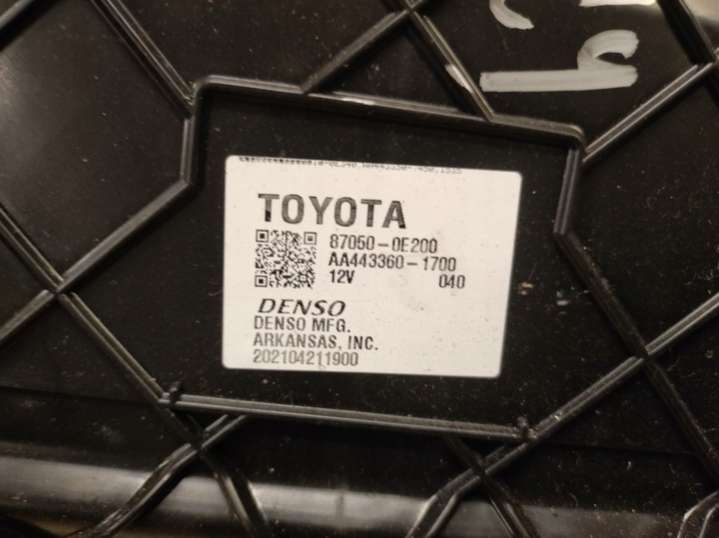 TOYOTA
87050-0E200
AA443360-1700
12V 040
DENSO
DENSO MFG.
ARKANSAS, INC.
202104211900